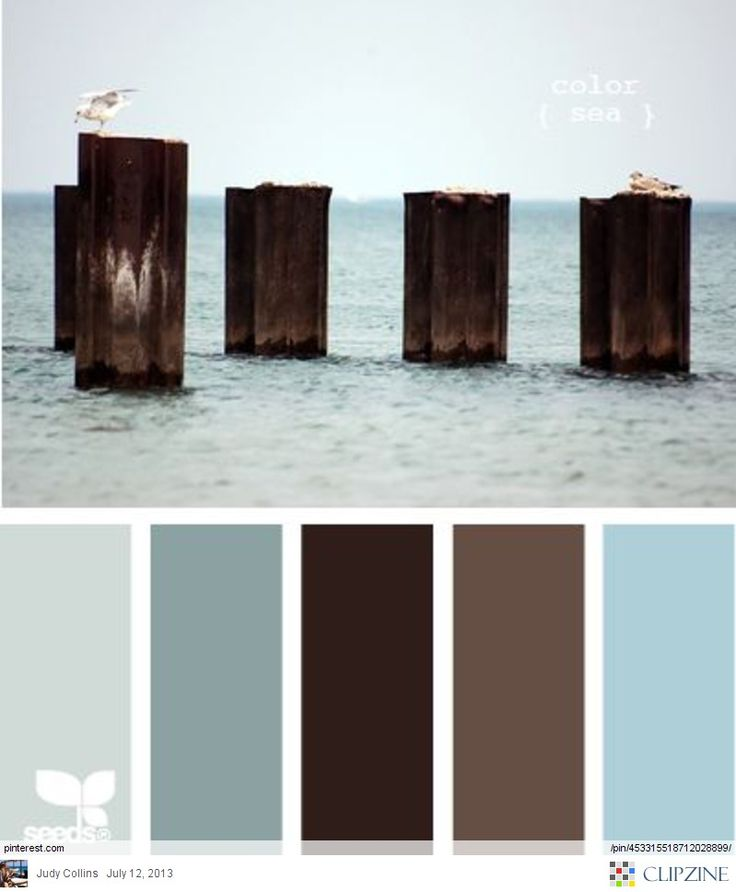 color
{ sea }
seeds®
pinterest.com
/pin/453315518712028899/
Judy Collins July 12, 2013
CLIPZINE